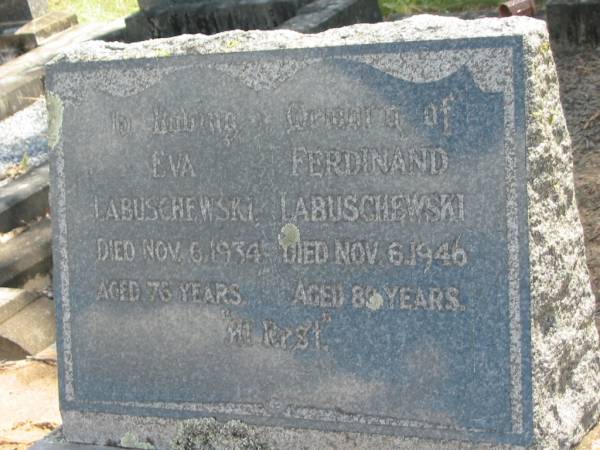 In Loving Memory of
EVA FERDINAND
LABUSCHEWSKI LABUSCHEWSKI
DIED NOV. 6, 1934 DIED NOV. 6, 1946
AGED 76 YEARS. AGED YEARS.
"At Rest."